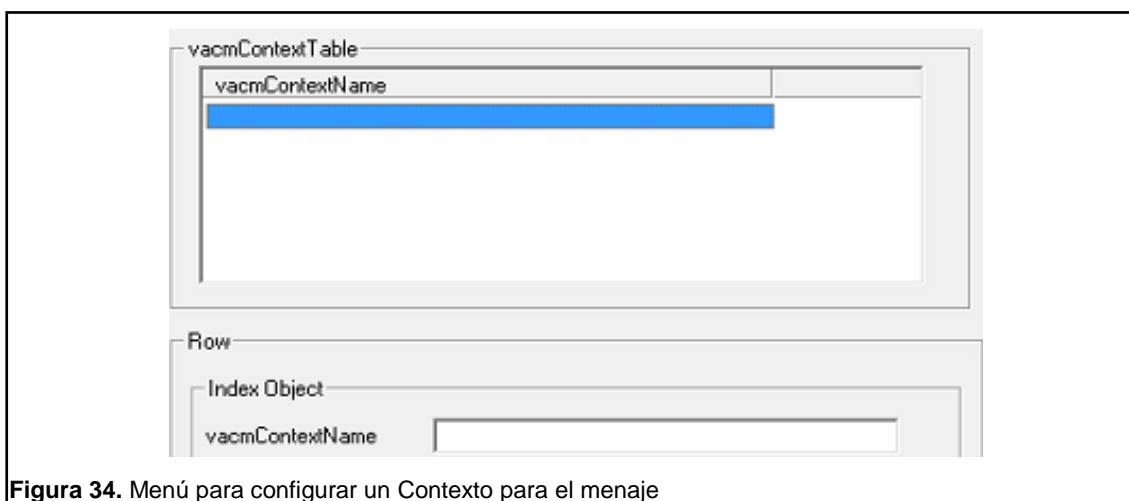 vacmContextTable
vacmContextName
Row
Index Object
vacmContextName
Figura 34. Menú para configurar un Contexto para el menaje